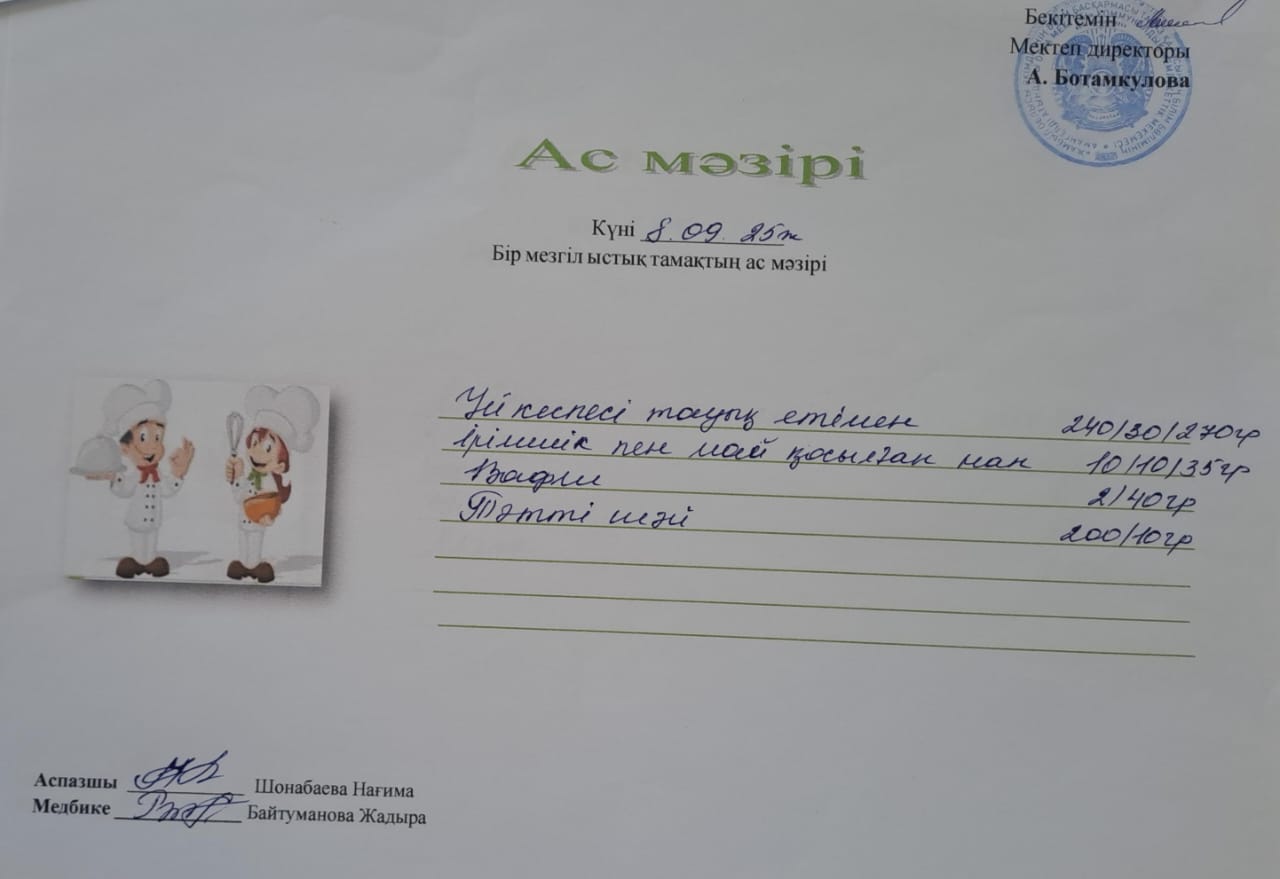 Бекітемін
Мектеп директоры
А. Ботамкулова
Ас мәзірі
Күні 8.09.25ж
Бір мезгіл ыстық тамақтың ас мәзірі
Үй кеспесі тауық етімен 240/30/270гр
Ірімшік пен май қосылған нан 10/10/35гр
Вафли 2/40гр
Тәтті шәй 200/10гр
Аспазшы Шонабаева Нағима
Медбике Байтуманова Жадыра